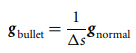 g_bullet = 1/Δs g_normal